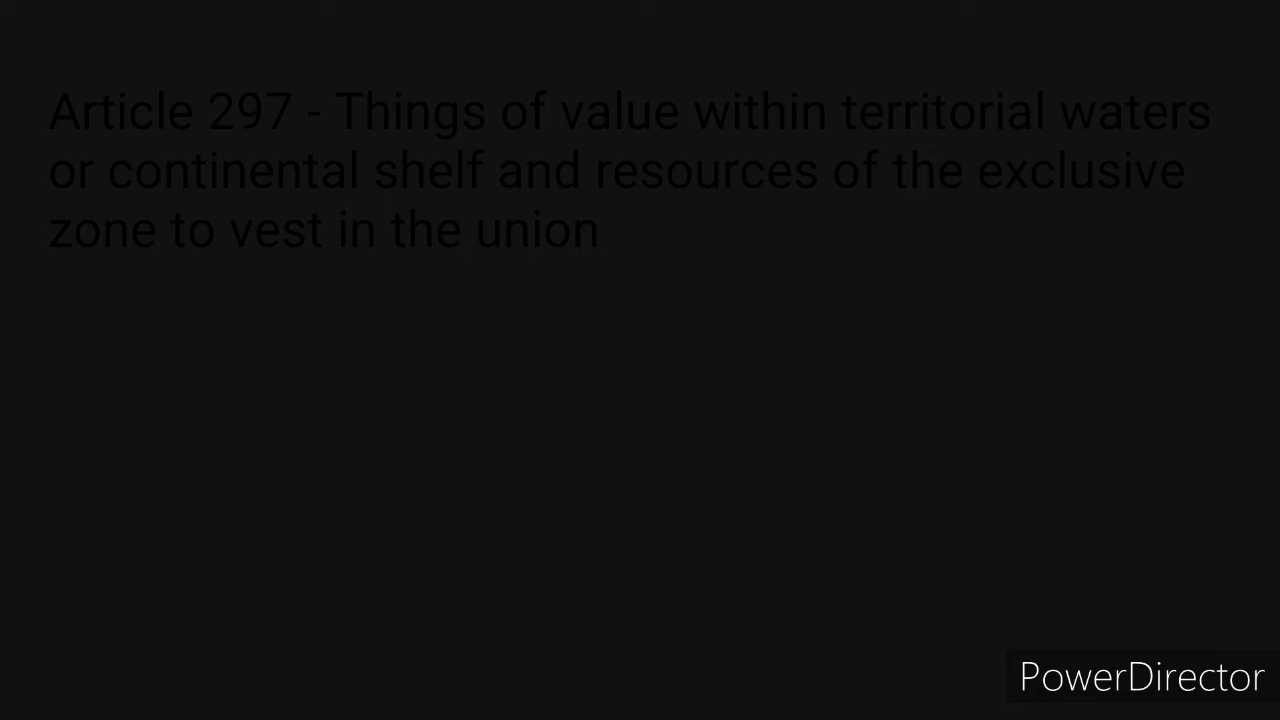 Article 297 - Things of value within territorial waters
or continental shelf and resources of the exclusive
zone to vest in the union
PowerDirector